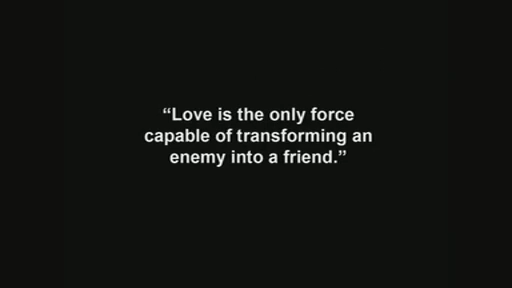 “Love is the only force
capable of transforming an
enemy into a friend.”